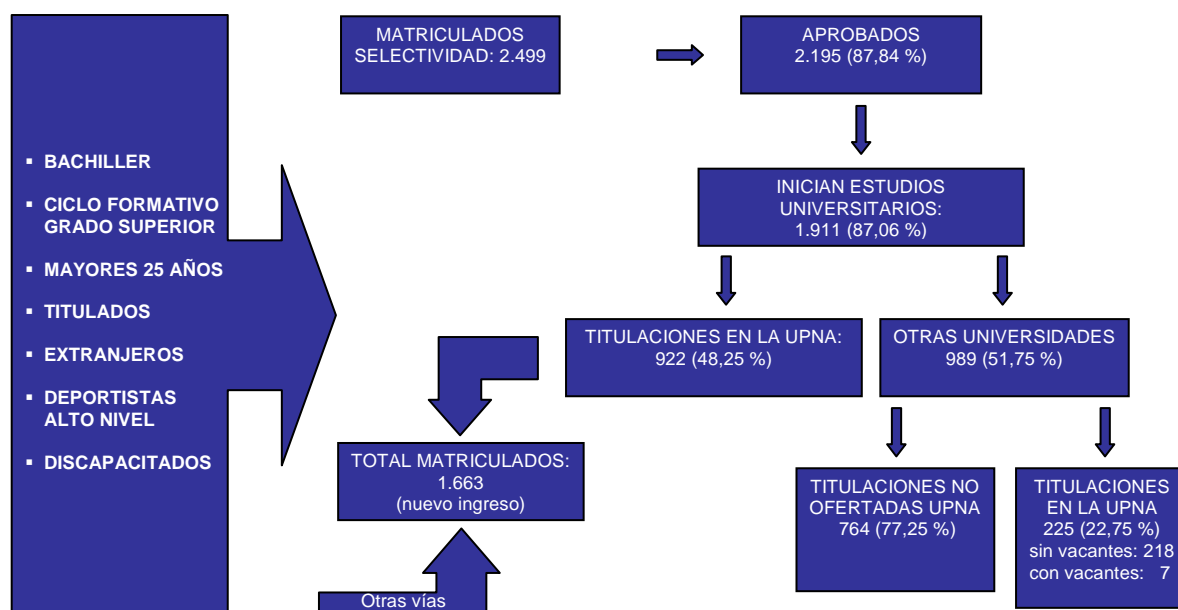 ▪ BACHILLER
▪ CICLO FORMATIVO
GRADO SUPERIOR
▪ MAYORES 25 AÑOS
▪ TITULADOS
▪ EXTRANJEROS
▪ DEPORTISTAS
ALTO NIVEL
▪ DISCAPACITADOS
MATRICULADOS
SELECTIVIDAD: 2.499
APROBADOS
2.195 (87,84 %)
INICIAN ESTUDIOS
UNIVERSITARIOS:
1.911 (87,06 %)
TITULACIONES EN LA UPNA:
922 (48,25 %)
OTRAS UNIVERSIDADES
989 (51,75 %)
TOTAL MATRICULADOS:
1.663
(nuevo ingreso)
Otras vías
TITULACIONES NO
OFERTADAS UPNA
764 (77,25 %)
TITULACIONES
EN LA UPNA
225 (22,75 %)
sin vacantes: 218
con vacantes: 7